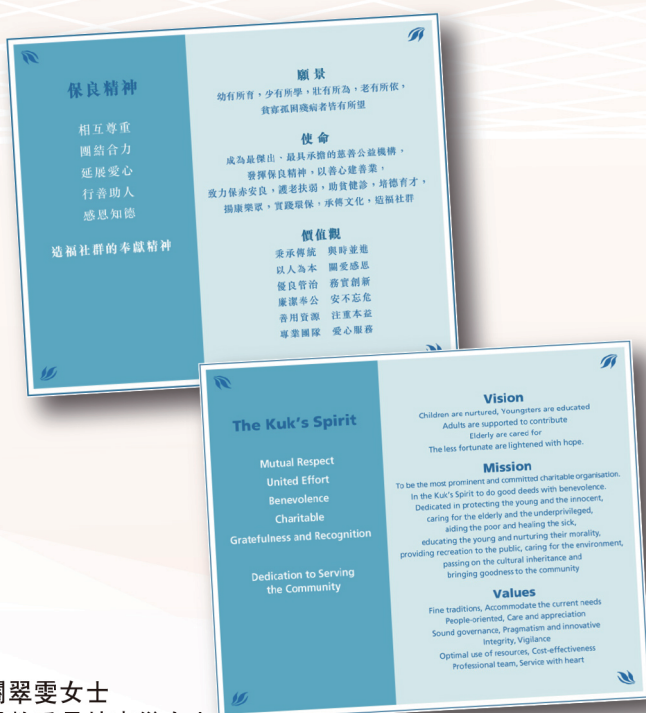 保良精神
相互尊重
團結合力
延展愛心
行善助人
感恩知德
造福社群的奉獻精神
願景
幼有所育，少有所學，壯有所為，老有所依，
貧寡孤困殘病者皆有所望
使命
成為最傑出、最具承擔的慈善公益機構，
發揮保良精神，以善心建善業，
致力保赤安良，護老扶弱，助貧健診，培德育才，
揚康樂眾，實踐環保，承傳文化，造福社群
價值觀
秉承傳統 與時並進
以人為本 關愛感恩
優良管治 務實創新
廉潔奉公 安不忘危
善用資源 注重本益
專業團隊 愛心服務
The Kuk's Spirit
Mutual Respect
United Effort
Benevolence
Charitable
Gratefulness and Recognition
Dedication to Serving
the Community
Vision
Children are nurtured, Youngsters are educated
Adults are supported to contribute
Elderly are cared for
The less fortunate are lightened with hope.
Mission
To be the most prominent and committed charitable organisation.
In the Kuk's Spirit to do good deeds with benevolence.
Dedicated in protecting the young and the innocent,
caring for the elderly and the underprivileged,
aiding the poor and healing the sick,
educating the young and nurturing their morality,
providing recreation to the public, caring for the environment,
passing on the cultural inheritance and
bringing goodness to the community
Values
Fine traditions, Accommodate the current needs
People-oriented, Care and appreciation
Sound governance, Pragmatism and innovative
Integrity, Vigilance
Optimal use of resources, Cost-effectiveness
Professional team, Service with heart
翠雯女士